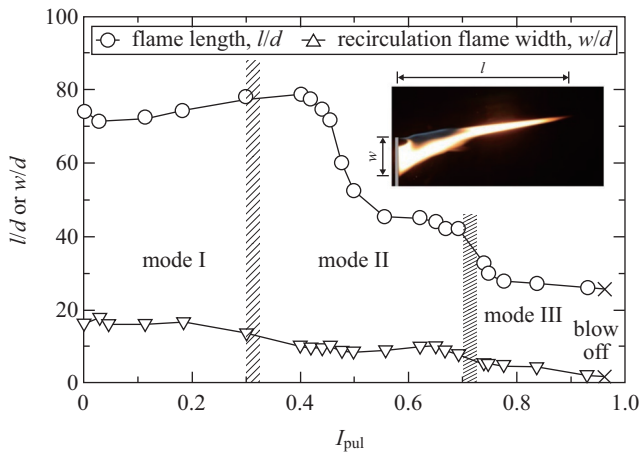 100
flame length, l/d
recirculation flame width, w/d
l
80
w
60
l/d or w/d
40
mode I
mode II
20
mode III
blow
off
0
0
0.2
0.4
0.6
0.8
1.0
I_pul